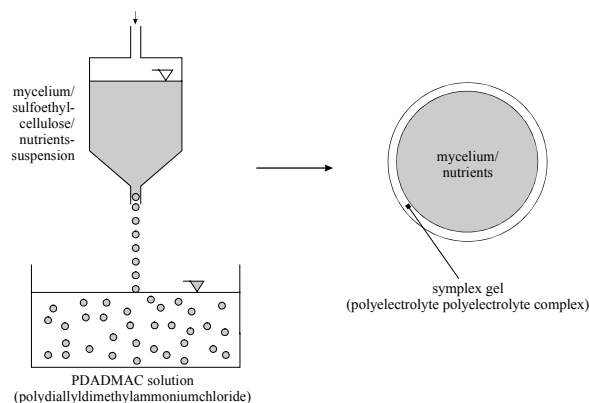 mycelium/
sulfoethyl-
cellulose/
nutrients-
suspension
mycelium/
nutrients
symplex gel
(polyelectrolyte polyelectrolyte complex)
PDADMAC solution
(polydiallyldimethylammoniumchloride)